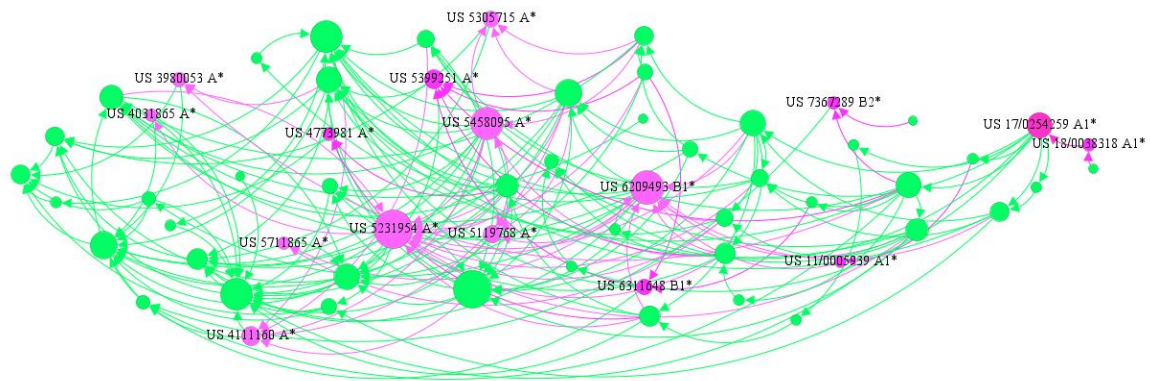 US 5305715 A*
US 3980053 A*
US 5399251 A*
US 7367289 B2*
US 4031865 A*
US 4773981 A*
US 5458095 A*
US 17/0254259 A1*
US 18/0038318 A1*
US 6209493 B1*
US 5231954 A*
US 5119768 A*
US 5711865 A*
US 11/0005939 A1*
US 6311648 B1*
US 4111160 A*